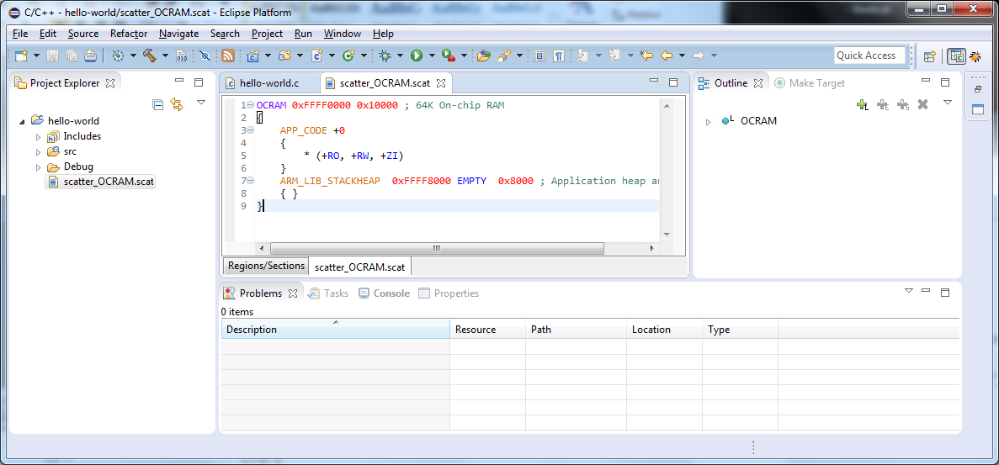 C/C++ - hello-world/scatter_OCRAM.scat - Eclipse Platform
File Edit Source Refactor Navigate Search Project Run Window Help
010
Quick Access
Project Explorer
hello-world
Includes
src
Debug
scatter_OCRAM.scat
hello-world.c
scatter_OCRAM.scat
1 OCRAM 0xFFFF0000 0x10000 ; 64K On-chip RAM
2 {
3 APP_CODE +0
4 {
5 * (+RO, +RW, +ZI)
6 }
7 ARM_LIB_STACKHEAP 0xFFFF8000 EMPTY 0x8000 ; Application heap an
8 { }
9 }
Regions/Sections
scatter_OCRAM.scat
Outline
Make Target
OCRAM
Problems
Tasks
Console
Properties
0 items
Description Resource Path Location Type